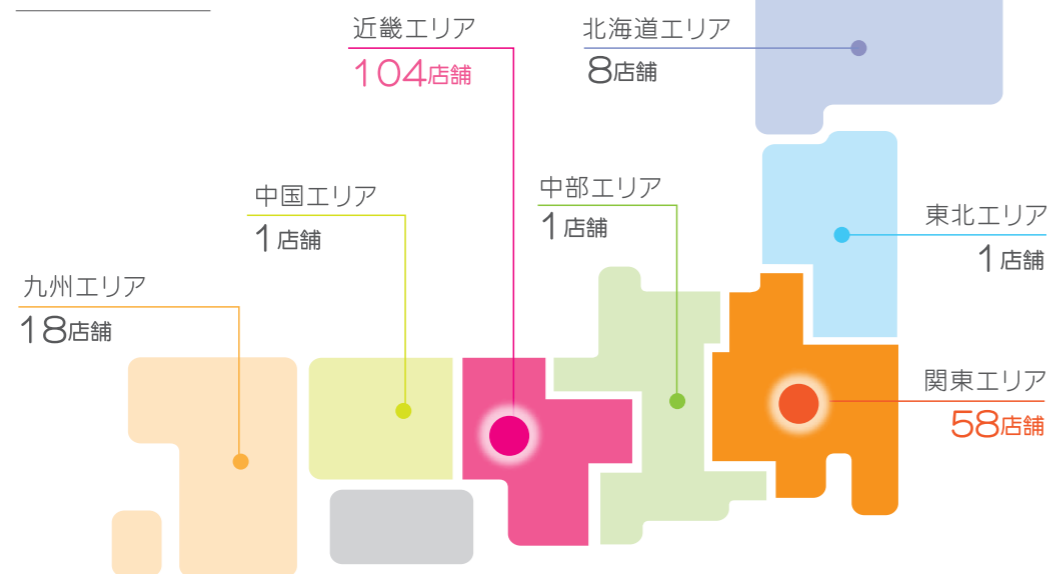 近畿エリア
104店舗
北海道エリア
8店舗
中国エリア
1店舗
中部エリア
1店舗
東北エリア
1店舗
九州エリア
18店舗
関東エリア
58店舗